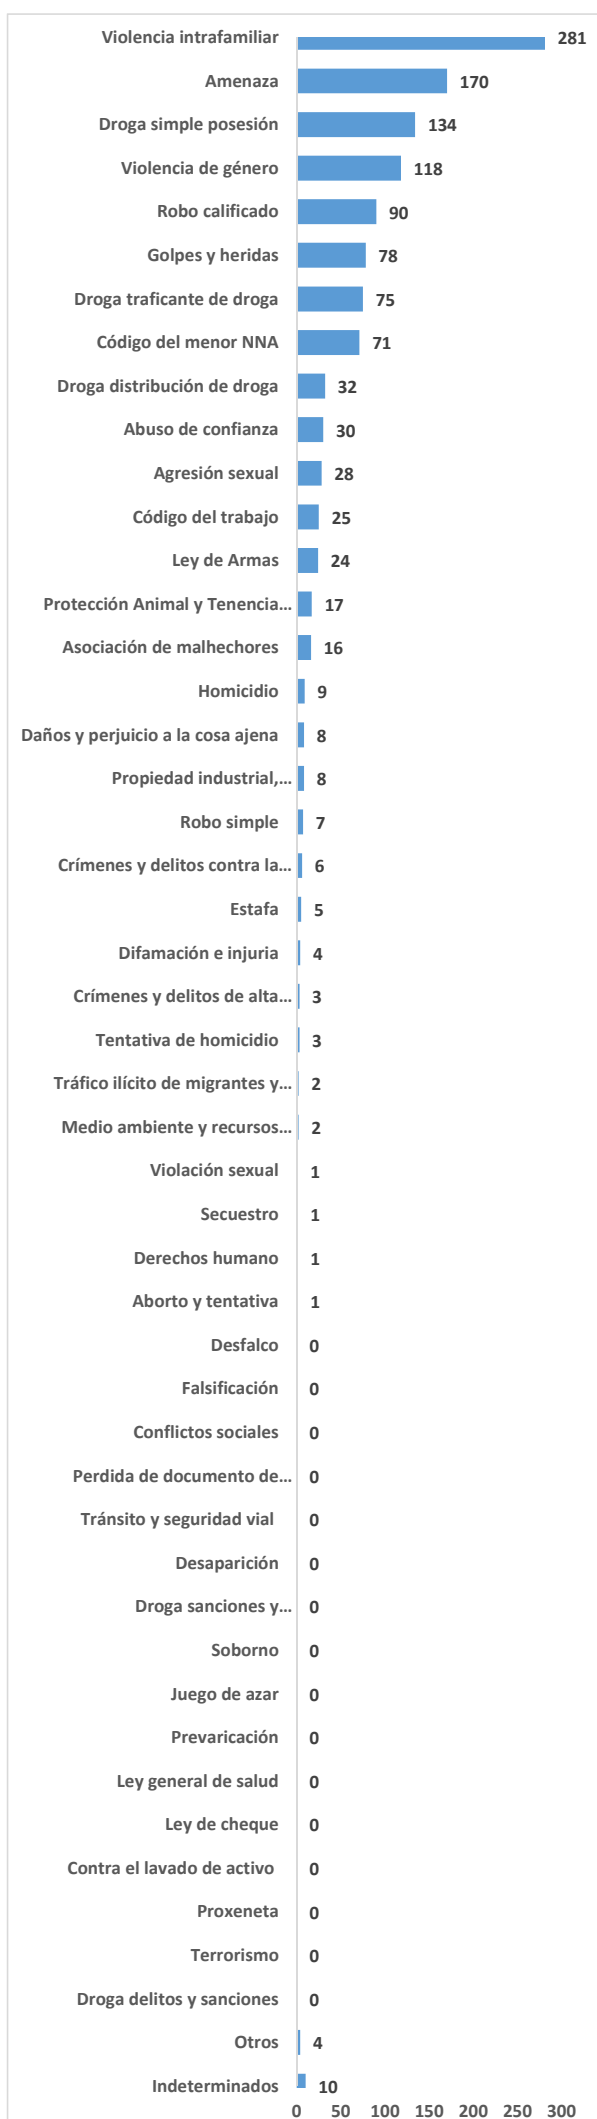 Violencia intrafamiliar 281
Amenaza 170
Droga simple posesión 134
Violencia de género 118
Robo calificado 90
Golpes y heridas 78
Droga traficante de droga 75
Código del menor NNA 71
Droga distribución de droga 32
Abuso de confianza 30
Agresión sexual 28
Código del trabajo 25
Ley de Armas 24
Protección Animal y Tenencia... 17
Asociación de malhechores 16
Homicidio 9
Daños y perjuicio a la cosa ajena 8
Propiedad industrial,... 8
Robo simple 7
Crímenes y delitos contra la... 6
Estafa 5
Difamación e injuria 4
Crímenes y delitos de alta... 3
Tentativa de homicidio 3
Tráfico ilícito de migrantes y... 2
Medio ambiente y recursos... 2
Violación sexual 1
Secuestro 1
Derechos humano 1
Aborto y tentativa 1
Desfalco 0
Falsificación 0
Conflictos sociales 0
Perdida de documento de... 0
Tránsito y seguridad vial 0
Desaparición 0
Droga sanciones y... 0
Soborno 0
Juego de azar 0
Prevaricación 0
Ley general de salud 0
Ley de cheque 0
Contra el lavado de activo 0
Proxeneta 0
Terrorismo 0
Droga delitos y sanciones 0
Otros 4
Indeterminados 10
0 50 100 150 200 250 300